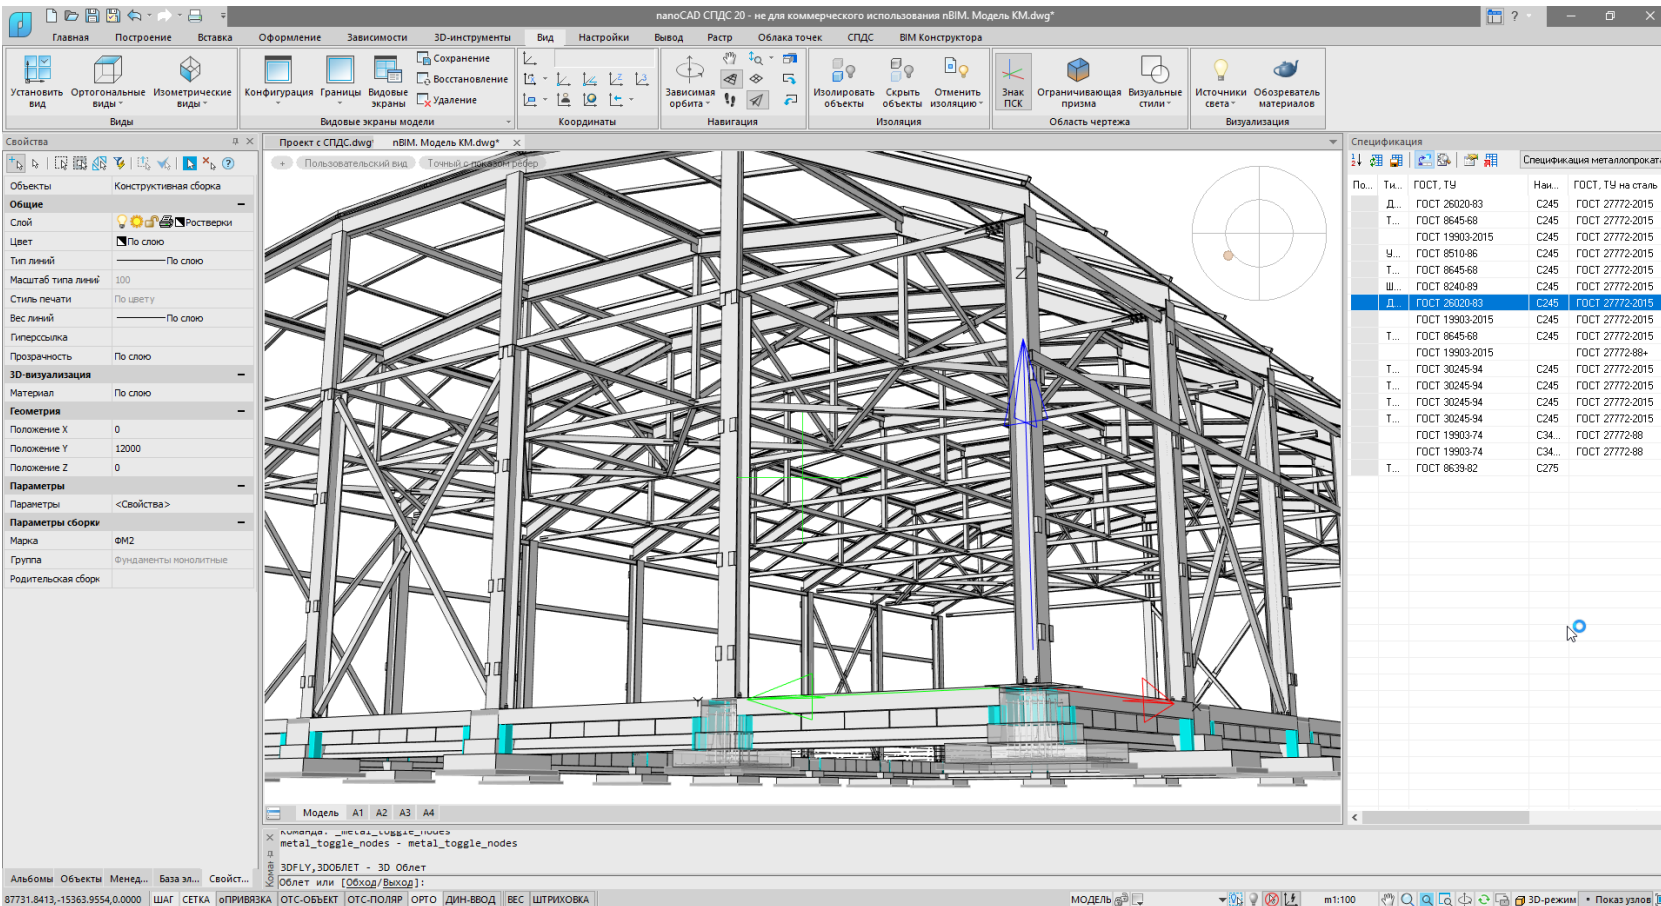 nanoCAD СПДС 20 - не для коммерческого использования nBIM. Модель КМ.dwg*
Главная Построение Вставка Оформление Зависимости 3D-инструменты Вид Настройки Вывод Растр Облака точек СПДС BIM Конструктора
Установить вид
Ортогональные виды
Изометрические виды
Виды
Конфигурация
Границы
Видовые экраны
Сохранение
Восстановление
Удаление
Видовые экраны модели
Координаты
Зависимая орбита
Навигация
Изолировать объекты
Скрыть объекты
Отменить изоляцию
Изоляция
Знак ПСК
Ограничивающая призма
Визуальные стили
Область чертежа
Источники света
Обозреватель материалов
Визуализация
Свойства
Объекты Конструктивная сборка
Общие
Слой Ростверки
Цвет По слою
Тип линий По слою
Масштаб типа линий 100
Стиль печати По цвету
Вес линий По слою
Гиперссылка
Прозрачность По слою
3D-визуализация
Материал По слою
Геометрия
Положение X 0
Положение Y 12000
Положение Z 0
Параметры
Параметры <Свойства>
Параметры сборки
Марка ФМ2
Группа Фундаменты монолитные
Родительская сборк
Альбомы Объекты Менед... База эл... Свойст...
Проект с СПДС.dwg* nBIM. Модель КМ.dwg*
+ Пользовательский вид Точный с показом ребер
Z
Y
X
Модель A1 A2 A3 A4
Спецификация
Спецификация металлопроката
По... Ти... ГОСТ, ТУ Наи... ГОСТ, ТУ на сталь
Д... ГОСТ 26020-83 С245 ГОСТ 27772-2015
Т... ГОСТ 8645-68 С245 ГОСТ 27772-2015
ГОСТ 19903-2015 С245 ГОСТ 27772-2015
У... ГОСТ 8510-86 С245 ГОСТ 27772-2015
Т... ГОСТ 8645-68 С245 ГОСТ 27772-2015
Ш... ГОСТ 8240-89 С245 ГОСТ 27772-2015
Д... ГОСТ 26020-83 С245 ГОСТ 27772-2015
ГОСТ 19903-2015 С245 ГОСТ 27772-2015
Т... ГОСТ 8645-68 С245 ГОСТ 27772-2015
ГОСТ 19903-2015 ГОСТ 27772-88+
Т... ГОСТ 30245-94 С245 ГОСТ 27772-2015
Т... ГОСТ 30245-94 С245 ГОСТ 27772-2015
Т... ГОСТ 30245-94 С245 ГОСТ 27772-2015
Т... ГОСТ 30245-94 С245 ГОСТ 27772-2015
ГОСТ 19903-74 С34... ГОСТ 27772-88
ГОСТ 19903-74 С34... ГОСТ 27772-88
Т... ГОСТ 8639-82 С275
Команда: _metal_toggle_nodes
metal_toggle_nodes - metal_toggle_nodes
3DFLY,3DОБЛЕТ - 3D Облет
Облет или [Обход/Выход]:
Коман
87731.8413,-15363.9554,0.0000 ШАГ СЕТКА оПРИВЯЗКА ОТС-ОБЪЕКТ ОТС-ПОЛЯР ОРТО ДИН-ВВОД ВЕС ШТРИХОВКА МОДЕЛЬ m1:100 3D-режим Показ узлов